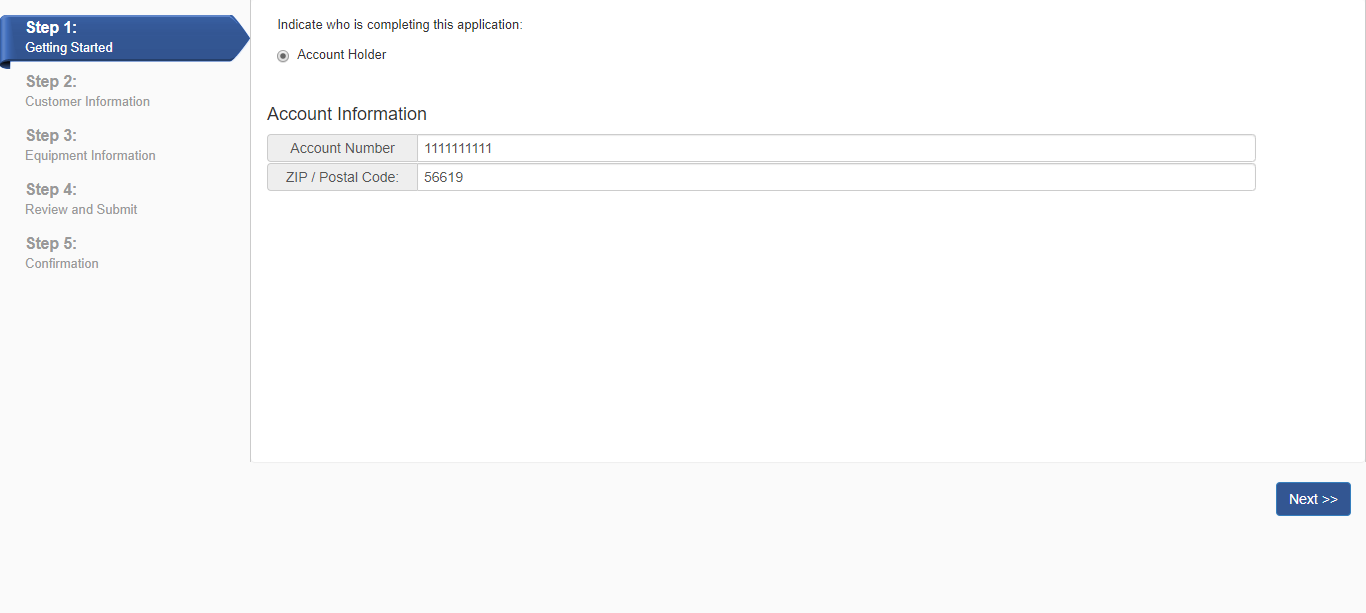 Step 1:
Getting Started
Step 2:
Customer Information
Step 3:
Equipment Information
Step 4:
Review and Submit
Step 5:
Confirmation
Indicate who is completing this application:
Account Holder
Account Information
Account Number 1111111111
ZIP / Postal Code: 56619
Next >>